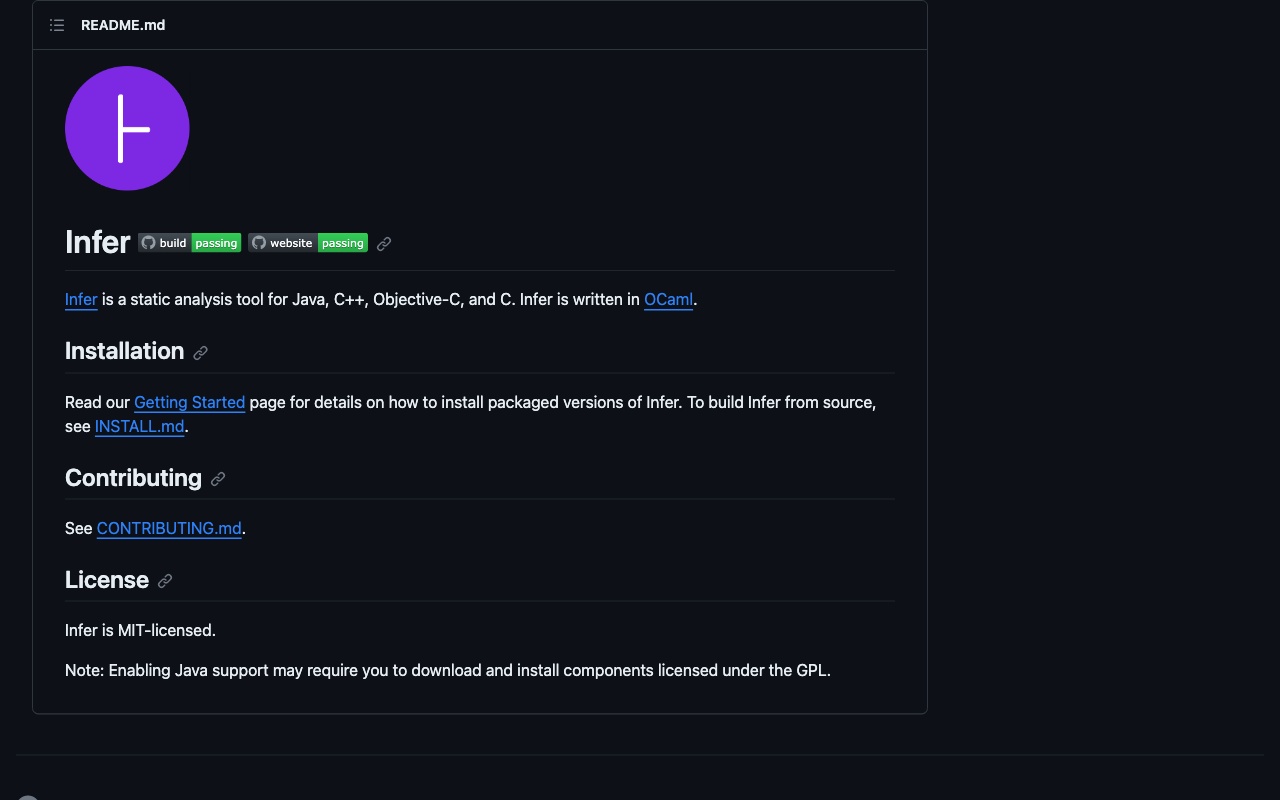 README.md
Infer build passing website passing
Infer is a static analysis tool for Java, C++, Objective-C, and C. Infer is written in OCaml.
Installation
Read our Getting Started page for details on how to install packaged versions of Infer. To build Infer from source,
see INSTALL.md.
Contributing
See CONTRIBUTING.md.
License
Infer is MIT-licensed.
Note: Enabling Java support may require you to download and install components licensed under the GPL.